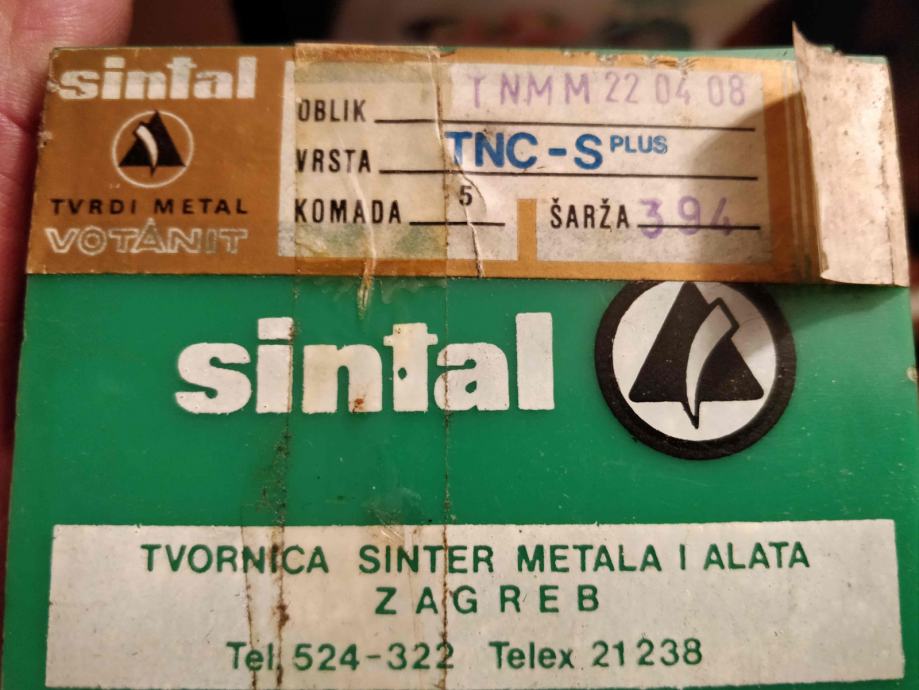 sintal
TVRDI METAL
VOTANIT
OBLIK TNMM 22 04 08
VRSTA TNC-S PLUS
KOMADA 5 ŠARŽA 394
sintal
TVORNICA SINTER METALA I ALATA
ZAGREB
Tel. 524-322 Telex 21238